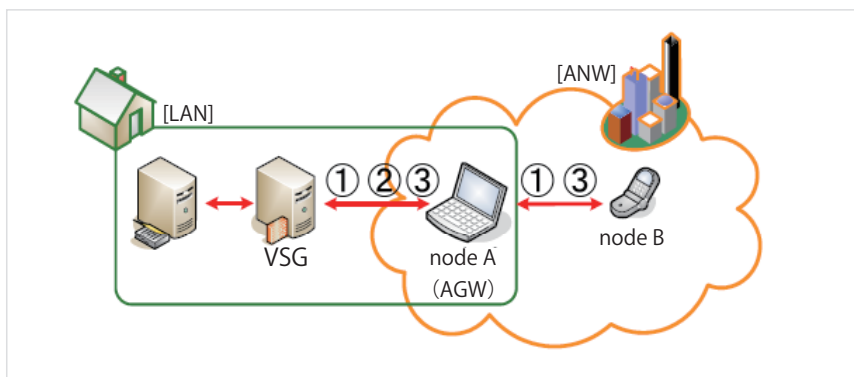 [ANW]
[LAN]
① ② ③
① ③
VSG
node A
（AGW）
node B